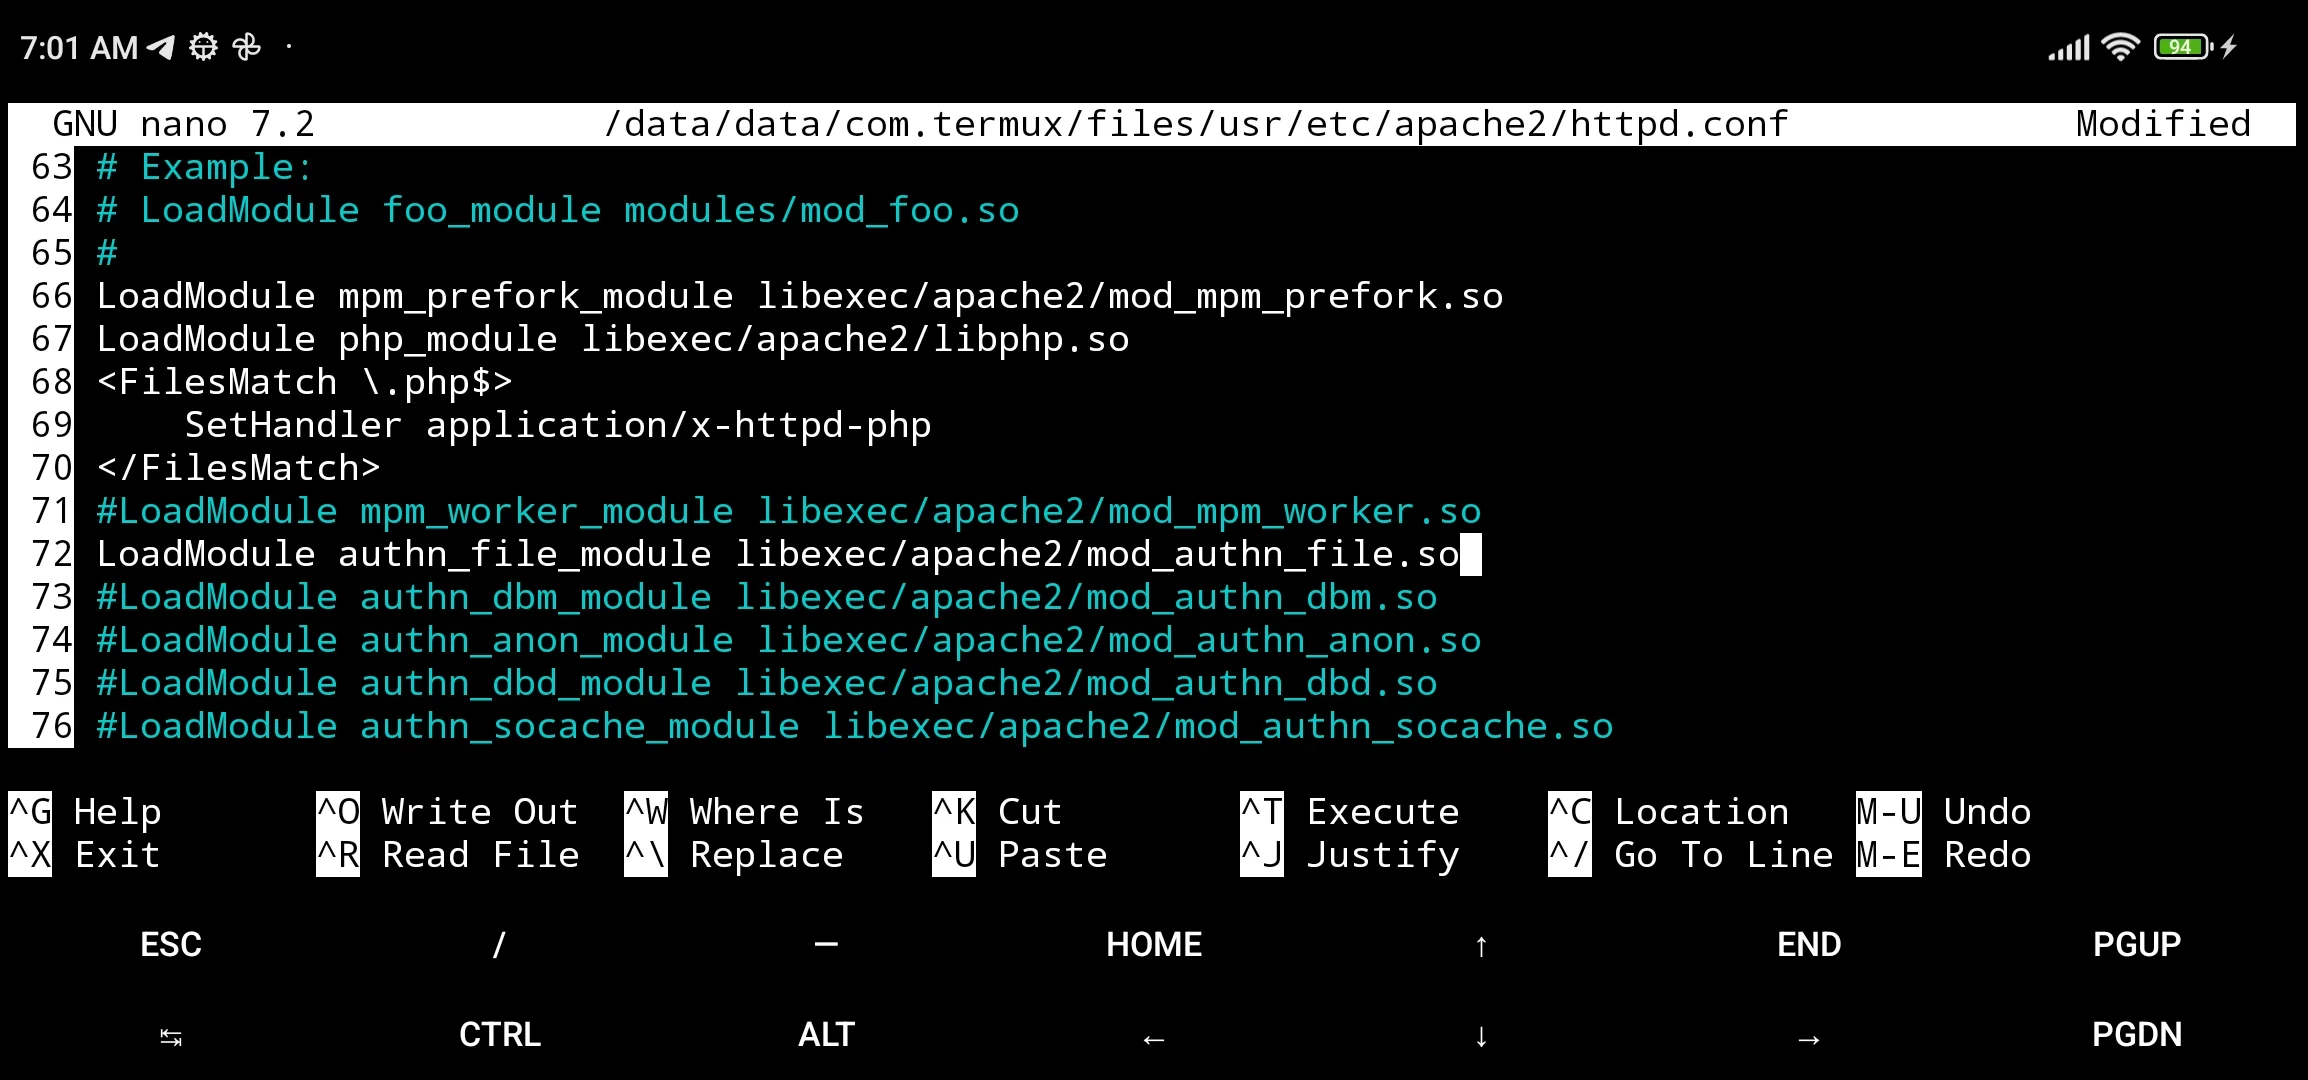 7:01 AM 94
GNU nano 7.2 /data/data/com.termux/files/usr/etc/apache2/httpd.conf Modified
63 # Example:
64 # LoadModule foo_module modules/mod_foo.so
65 #
66 LoadModule mpm_prefork_module libexec/apache2/mod_mpm_prefork.so
67 LoadModule php_module libexec/apache2/libphp.so
68 <FilesMatch \.php$>
69     SetHandler application/x-httpd-php
70 </FilesMatch>
71 #LoadModule mpm_worker_module libexec/apache2/mod_mpm_worker.so
72 LoadModule authn_file_module libexec/apache2/mod_authn_file.so
73 #LoadModule authn_dbm_module libexec/apache2/mod_authn_dbm.so
74 #LoadModule authn_anon_module libexec/apache2/mod_authn_anon.so
75 #LoadModule authn_dbd_module libexec/apache2/mod_authn_dbd.so
76 #LoadModule authn_socache_module libexec/apache2/mod_authn_socache.so
^G Help ^O Write Out ^W Where Is ^K Cut ^T Execute ^C Location M-U Undo
^X Exit ^R Read File ^\ Replace ^U Paste ^J Justify ^/ Go To Line M-E Redo
ESC / — HOME ↑ END PGUP
↹ CTRL ALT ← ↓ → PGDN